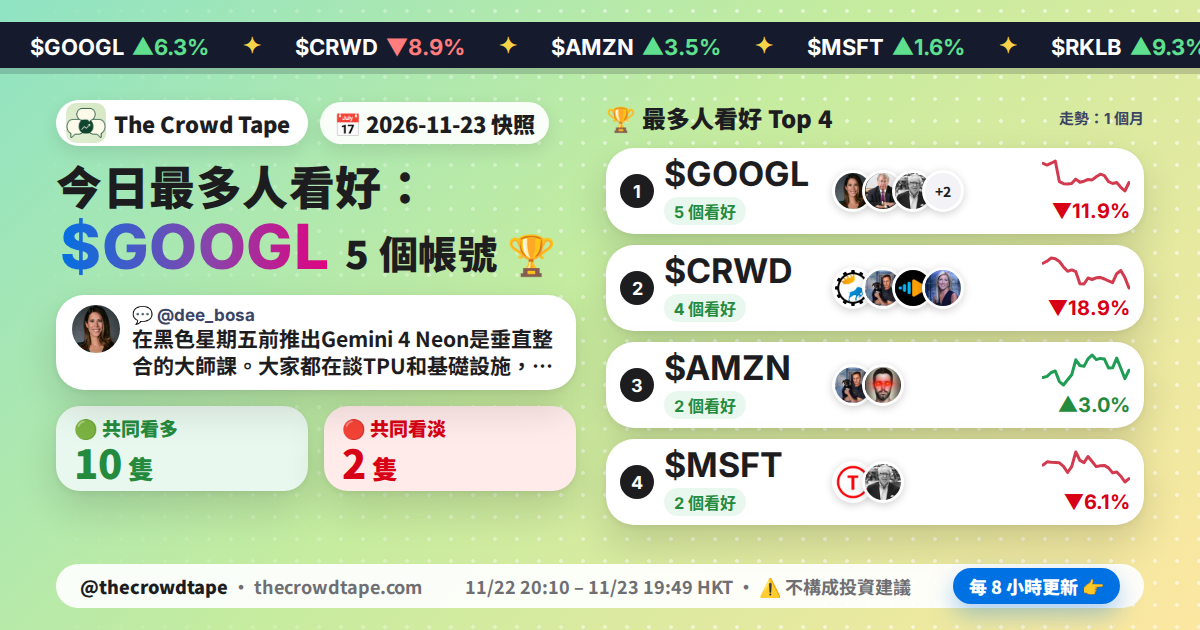 $GOOGL ▲6.3% ✦ $CRWD ▼8.9% ✦ $AMZN ▲3.5% ✦ $MSFT ▲1.6% ✦ $RKLB ▲9.3%
The Crowd Tape
📅 2026-11-23 快照
今日最多人看好：
$GOOGL 5 個帳號 🏆
💬 @dee_bosa
在黑色星期五前推出Gemini 4 Neon是垂直整
合的大師課。大家都在談TPU和基礎設施，…
🟢 共同看多
10 隻
🔴 共同看淡
2 隻
🏆 最多人看好 Top 4
走勢：1個月
1
$GOOGL
5 個看好
+2
▼11.9%
2
$CRWD
4 個看好
▼18.9%
3
$AMZN
2 個看好
▲3.0%
4
$MSFT
2 個看好
T
▼6.1%
@thecrowdtape • thecrowdtape.com
11/22 20:10 – 11/23 19:49 HKT • ⚠️ 不構成投資建議
每 8 小時更新 👉